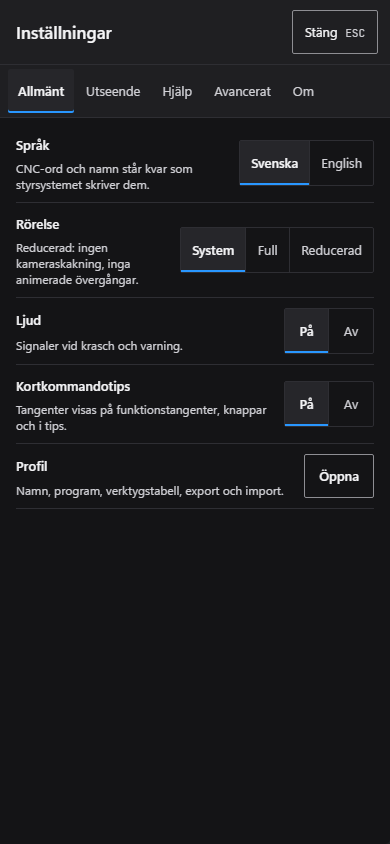 Inställningar
Stäng ESC
Allmänt Utseende Hjälp Avancerat Om
Språk
CNC-ord och namn står kvar som
styrsystemet skriver dem.
Svenska English
Rörelse
Reducerad: ingen
kameraskakning, inga
animerade övergångar.
System Full Reducerad
Ljud
Signaler vid krasch och varning.
På Av
Kortkommandotips
Tangenter visas på funktionstangenter, knappar
och i tips.
På Av
Profil
Namn, program, verktygstabell, export och import.
Öppna